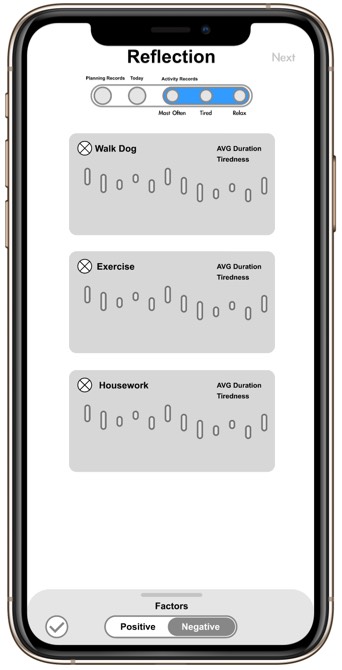 Reflection
Next
Planning Records Today Activity Records
Most Often Tired Relax
Walk Dog
AVG Duration
Tiredness
Exercise
AVG Duration
Tiredness
Housework
AVG Duration
Tiredness
Factors
Positive Negative